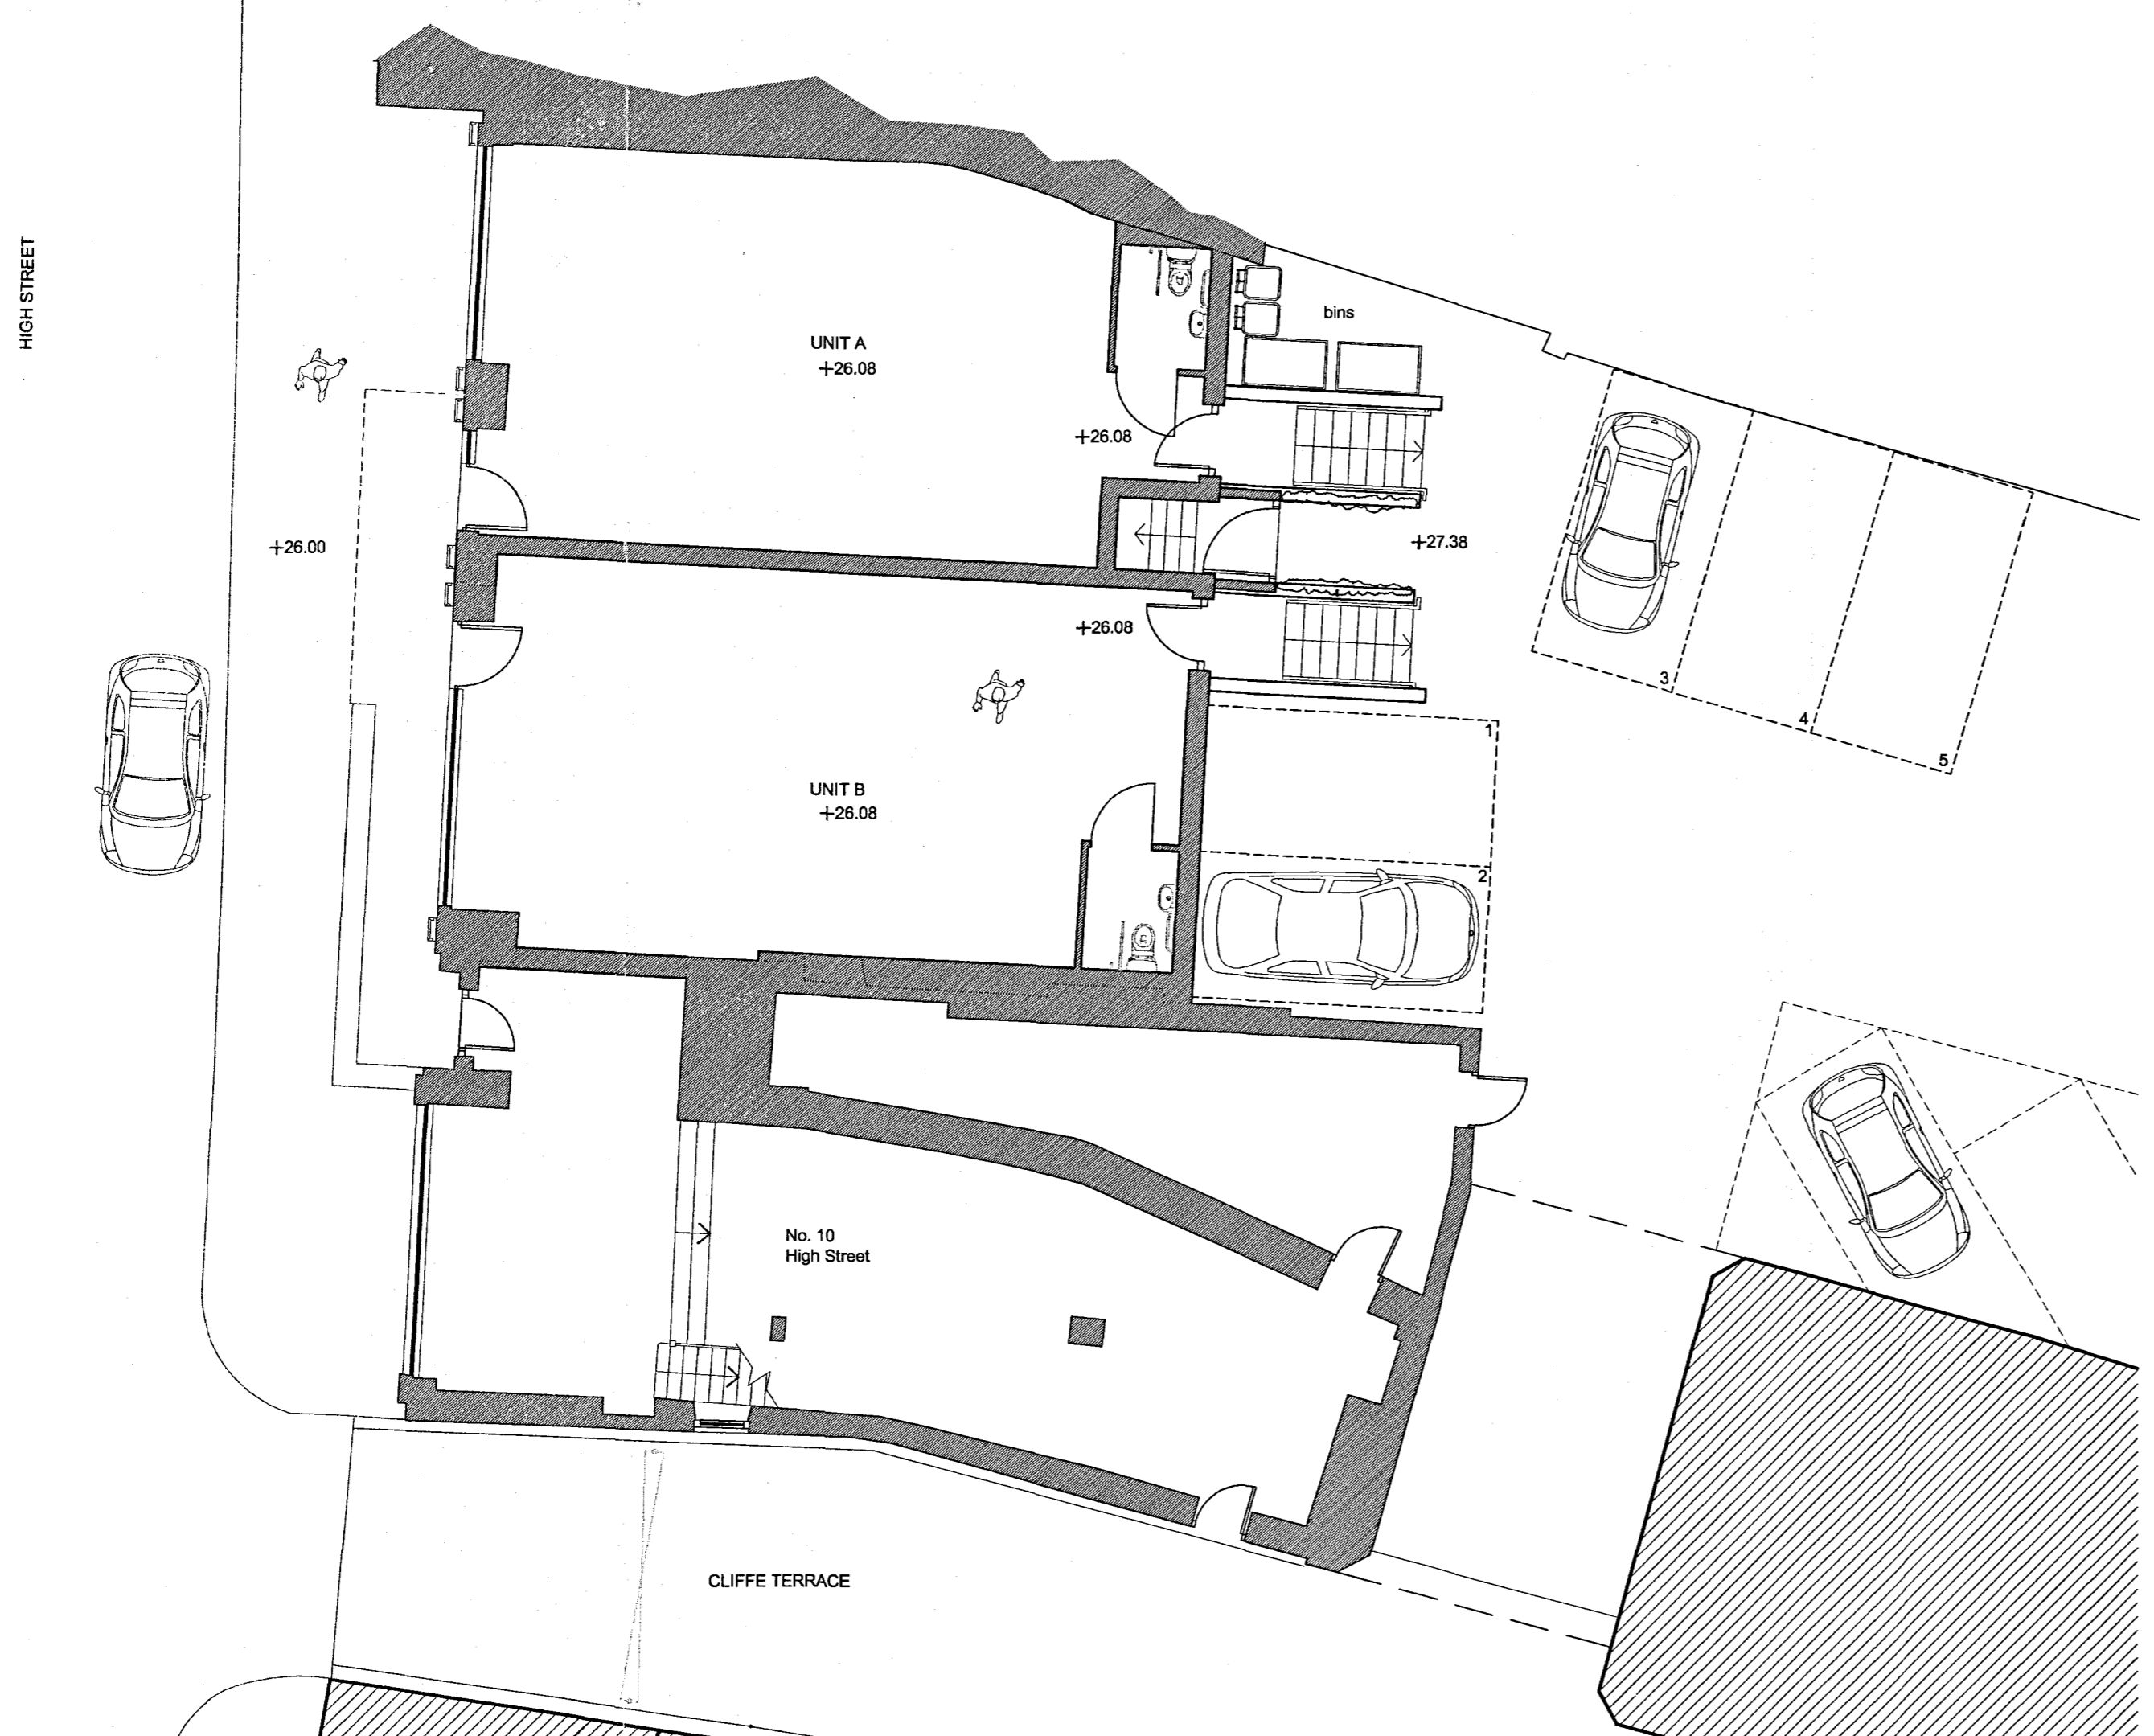 HIGH STREET
bins
UNIT A
+26.08
+26.08
+26.00
+27.38
+26.08
3
4
5
1
UNIT B
+26.08
2
No. 10
High Street
CLIFFE TERRACE